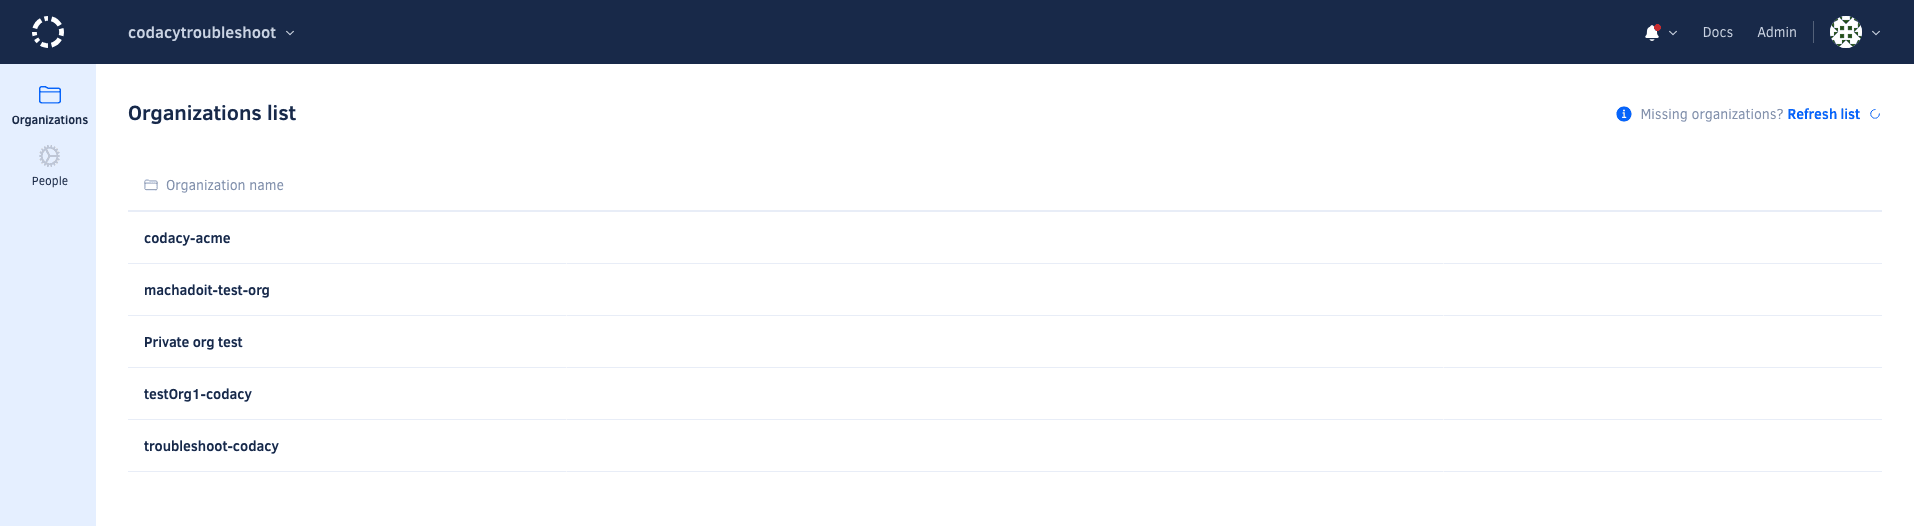 codacytroubleshoot
Docs
Admin
Organizations
People
Organizations list
Missing organizations? Refresh list
Organization name
codacy-acme
machadoit-test-org
Private org test
testOrg1-codacy
troubleshoot-codacy